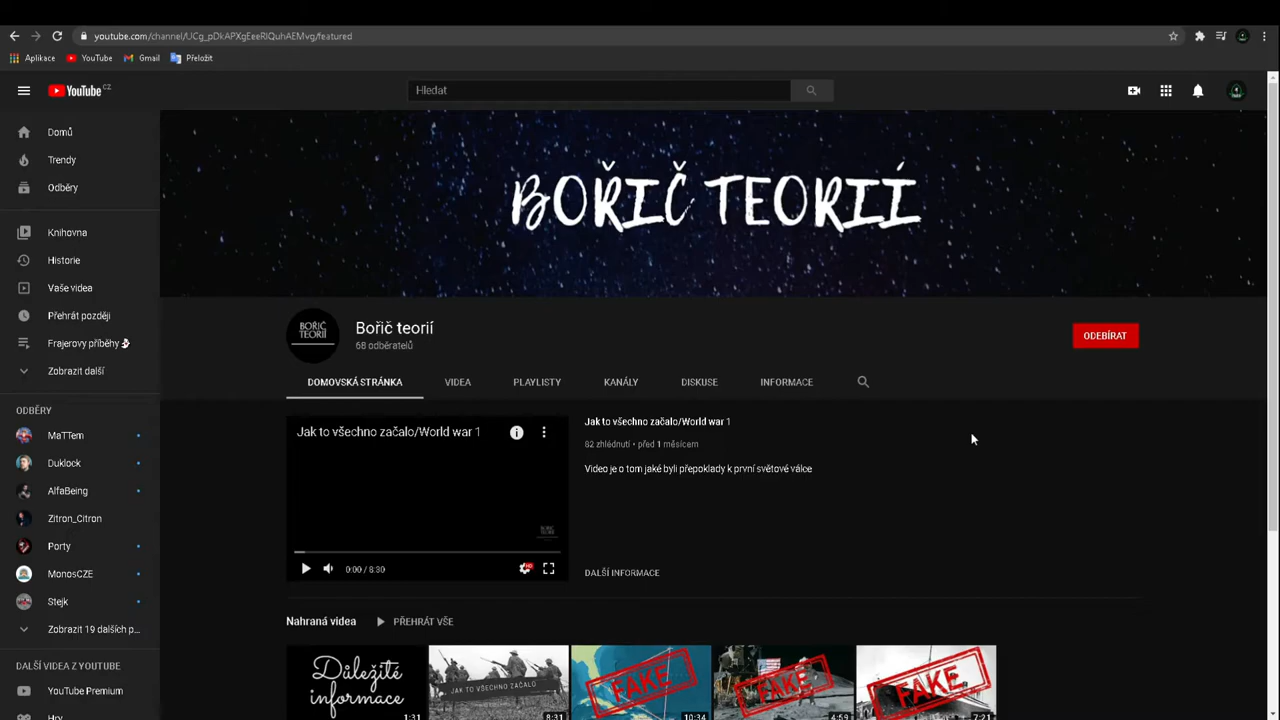 youtube.com/channel/UCg_pDkAPXgEeeRlQuhAEMvg/featured
Aplikace YouTube Gmail Přeložit
YouTube CZ
Hledat
Domů
Trendy
Odběry
Knihovna
Historie
Vaše videa
Přehrát později
Frajerovy příběhy
Zobrazit další
ODBĚRY
MaTTem
Duklock
AlfaBeing
Zitron_Citron
Porty
MonosCZE
Stejk
Zobrazit 19 dalších p...
DALŠÍ VIDEA Z YOUTUBE
YouTube Premium
Hry
BOŘIČ TEORIÍ
BOŘIČ
TEORIÍ
Bořič teorií
68 odběratelů
ODEBÍRAT
DOMOVSKÁ STRÁNKA VIDEA PLAYLISTY KANÁLY DISKUSE INFORMACE
Jak to všechno začalo/World war 1
BOŘIČ
TEORIÍ
0:00 / 8:30
HD
Jak to všechno začalo/World war 1
82 zhlédnutí • před 1 měsícem
Video je o tom jaké byli přepoklady k první světové válce
DALŠÍ INFORMACE
Nahraná videa PŘEHRÁT VŠE
Důležité
informace
1:31
JAK TO VŠECHNO ZAČALO
8:31
FAKE
10:34
FAKE
4:59
FAKE
7:21